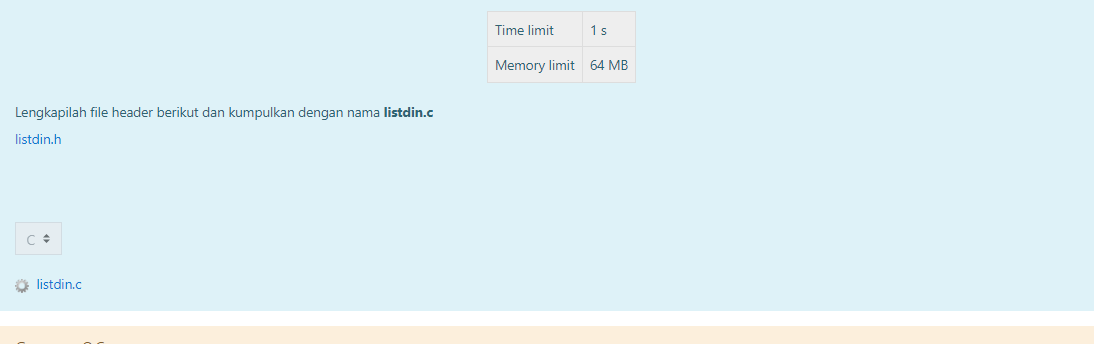 Time limit 1 s
Memory limit 64 MB
Lengkapilah file header berikut dan kumpulkan dengan nama listdin.c
listdin.h
C
listdin.c